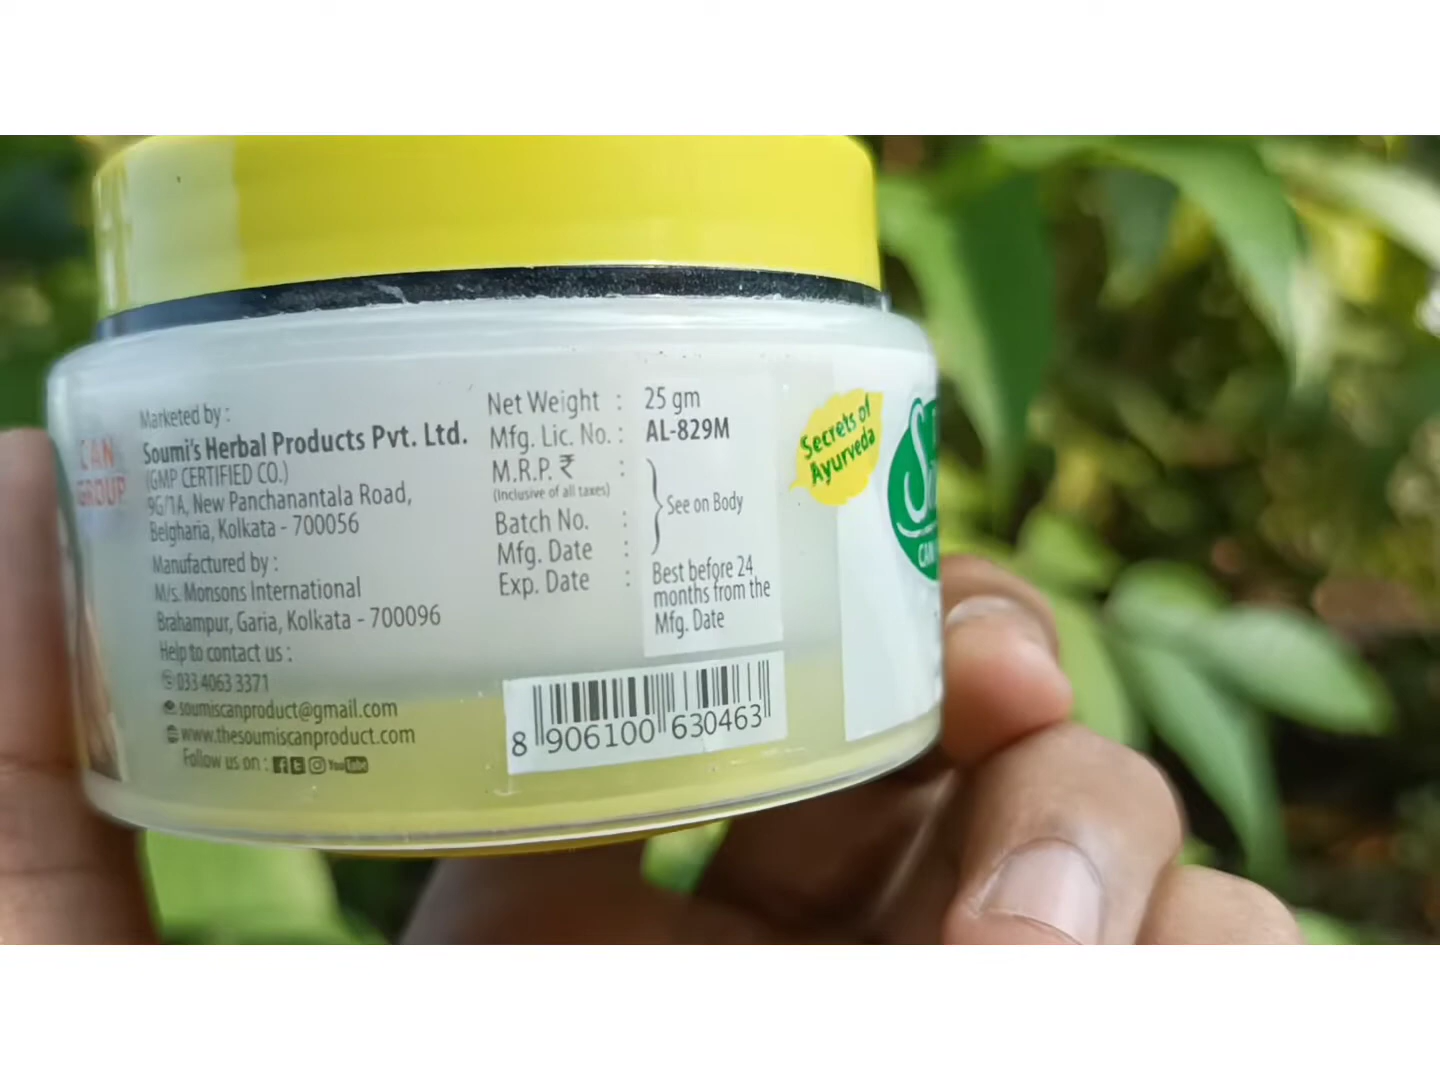 CAN
GROUP
Marketed by :
Soumi's Herbal Products Pvt. Ltd.
(GMP CERTIFIED CO.)
9G/1A, New Panchanantala Road,
Belgharia, Kolkata - 700056
Manufactured by :
M/s. Monsons International
Brahampur, Garia, Kolkata - 700096
Help to contact us :
033 4063 3371
soumiscanproduct@gmail.com
www.thesoumiscanproduct.com
Follow us on : You Tube
Net Weight : 25 gm
Mfg. Lic. No. : AL-829M
M.R.P. ₹ :
(Inclusive of all taxes)
See on Body
Batch No. :
Mfg. Date :
Exp. Date : Best before 24
months from the
Mfg. Date
8 906100 630463
Secrets of
Ayurveda
CAN